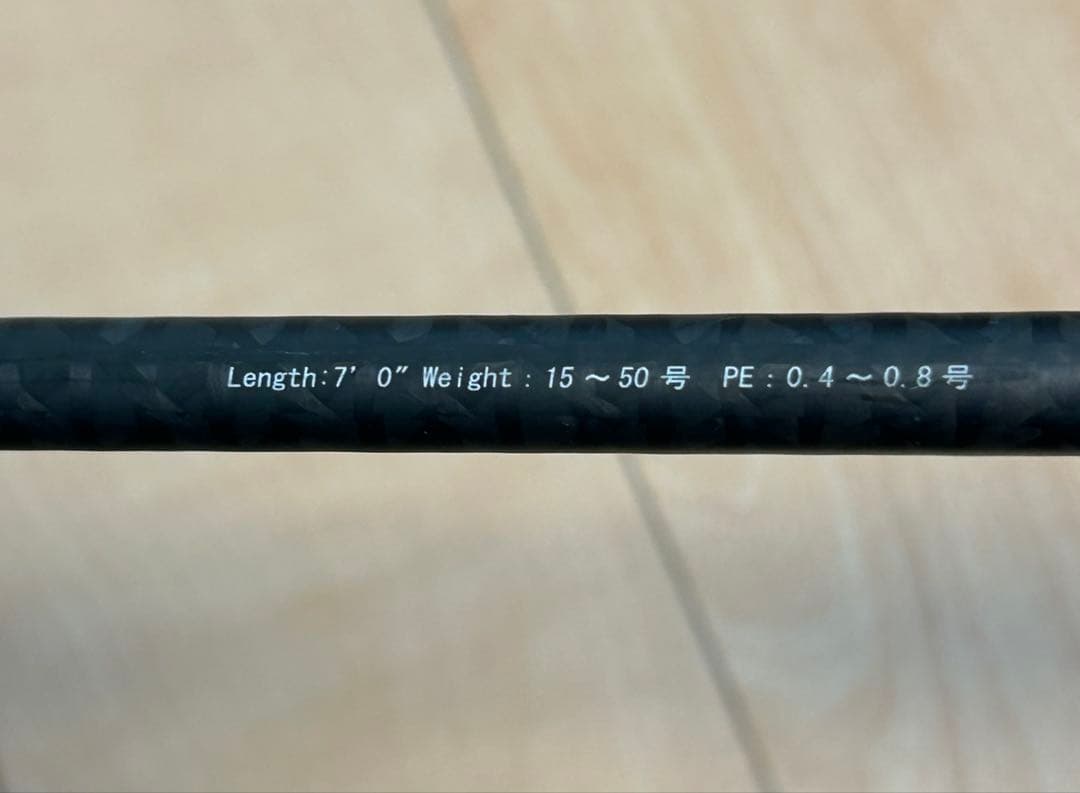 Length:7' 0" Weight : 15～50 号 PE : 0.4～0.8号